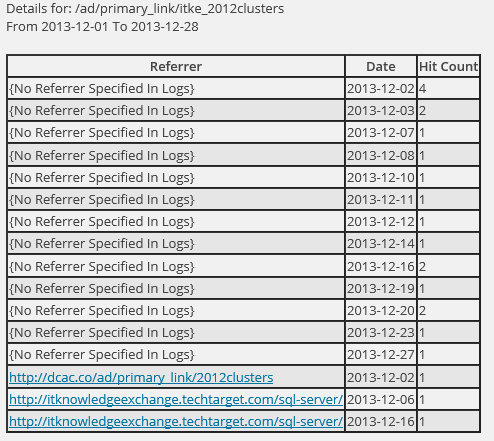 Details for: /ad/primary_link/itke_2012clusters
From 2013-12-01 To 2013-12-28
Referrer Date Hit Count
{No Referrer Specified In Logs} 2013-12-02 4
{No Referrer Specified In Logs} 2013-12-03 2
{No Referrer Specified In Logs} 2013-12-07 1
{No Referrer Specified In Logs} 2013-12-08 1
{No Referrer Specified In Logs} 2013-12-10 1
{No Referrer Specified In Logs} 2013-12-11 1
{No Referrer Specified In Logs} 2013-12-12 1
{No Referrer Specified In Logs} 2013-12-14 1
{No Referrer Specified In Logs} 2013-12-16 2
{No Referrer Specified In Logs} 2013-12-19 1
{No Referrer Specified In Logs} 2013-12-20 2
{No Referrer Specified In Logs} 2013-12-23 1
{No Referrer Specified In Logs} 2013-12-27 1
http://dcac.co/ad/primary_link/2012clusters 2013-12-02 1
http://itknowledgeexchange.techtarget.com/sql-server/ 2013-12-06 1
http://itknowledgeexchange.techtarget.com/sql-server/ 2013-12-16 1